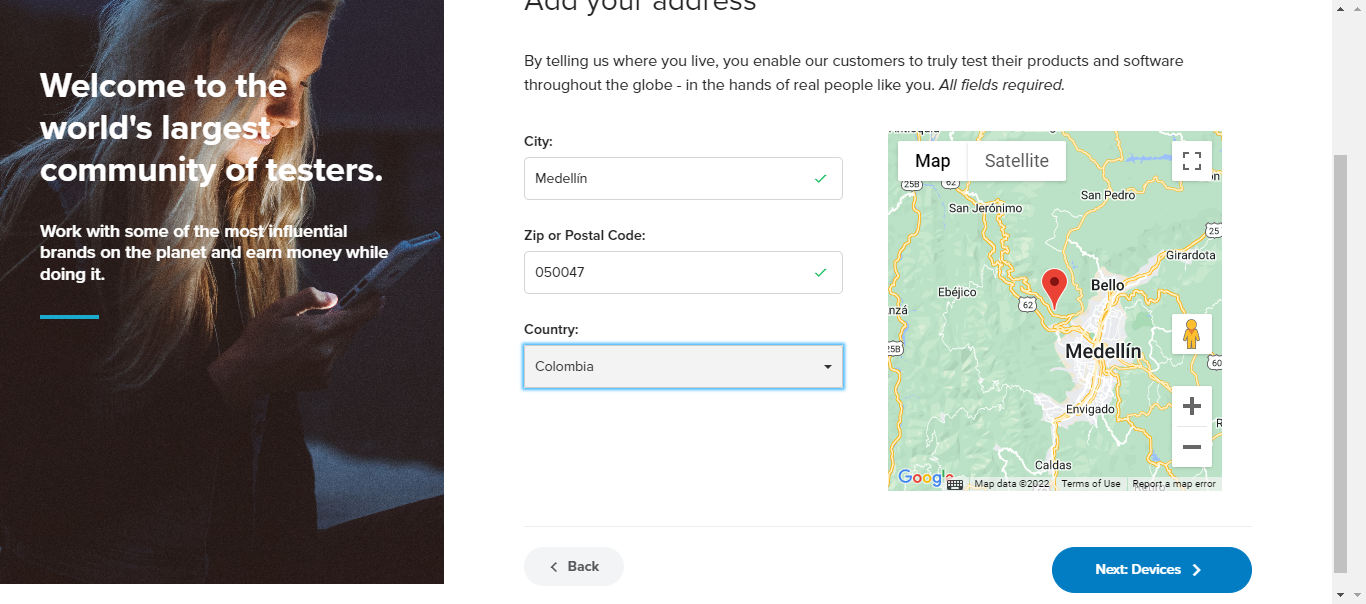 Add your address
Welcome to the
world's largest
community of testers.
Work with some of the most influential
brands on the planet and earn money while
doing it.
By telling us where you live, you enable our customers to truly test their products and software
throughout the globe - in the hands of real people like you. All fields required.
City:
Medellín
Zip or Postal Code:
050047
Country:
Colombia
Map Satellite
25B
62
San Pedro
San Jerónimo
25
Girardota
Bello
Ebéjico
62
nzá
25B
Medellín
60
Envigado
Caldas
Google
Map data ©2022 Terms of Use Report a map error
Back
Next: Devices